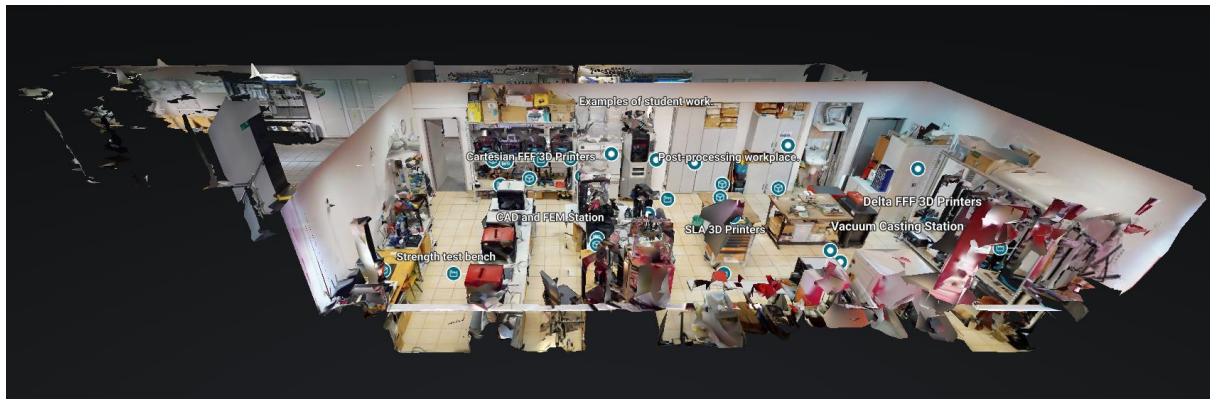 Examples of student work.
Cartesian FFF 3D Printers
Post-processing workplace.
Delta FFF 3D Printers
CAD and FEM Station
SLA 3D Printers
Vacuum Casting Station
Strength test bench